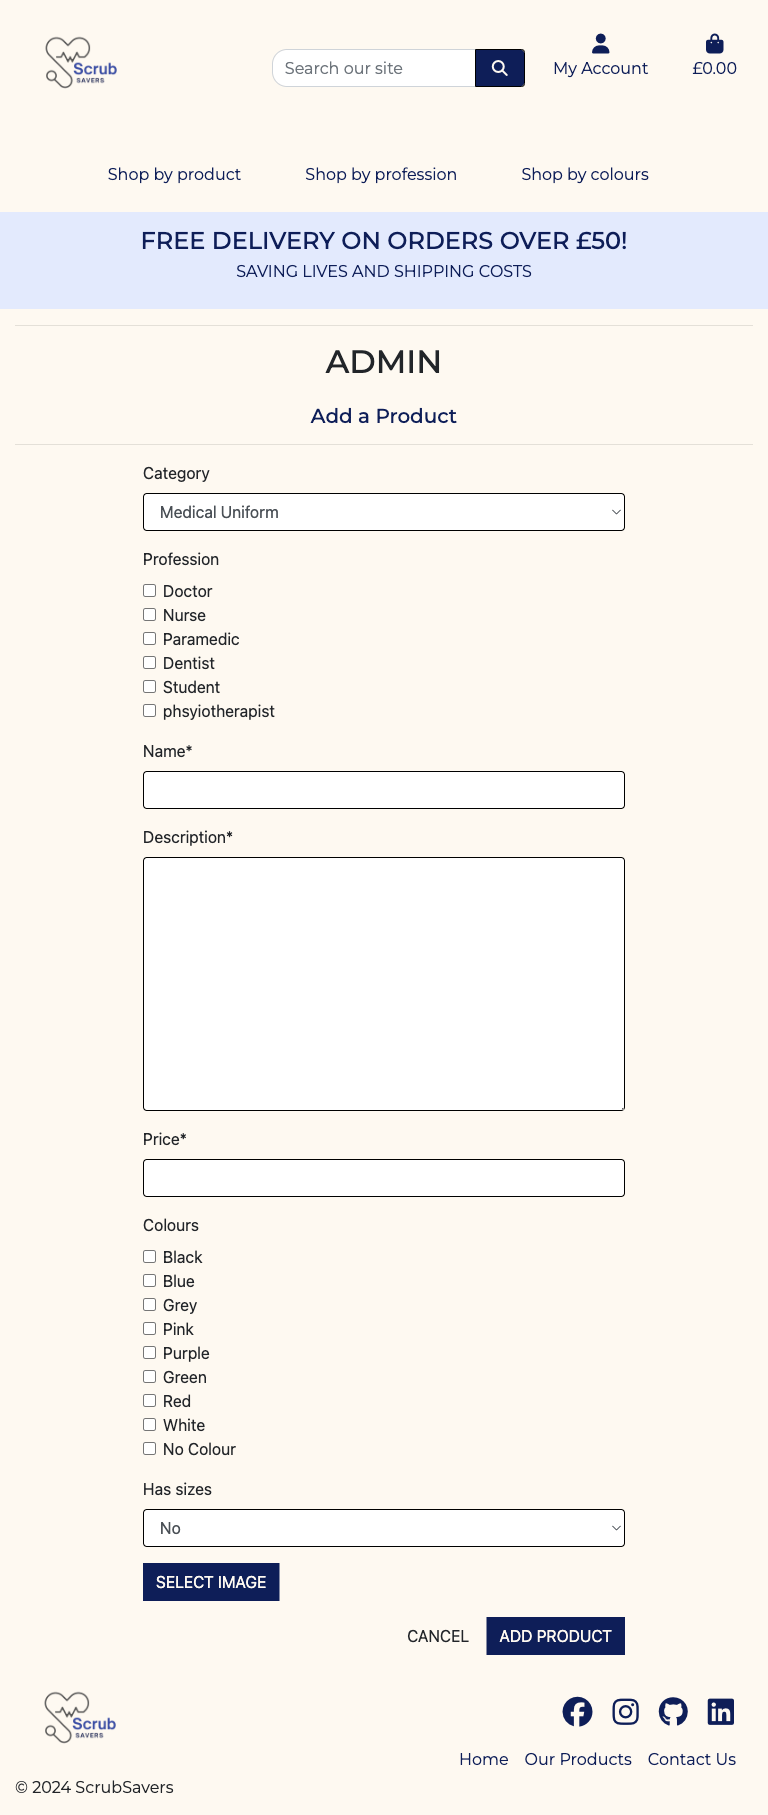 Scrub
SAVERS
Search our site
My Account
£0.00
Shop by product
Shop by profession
Shop by colours
FREE DELIVERY ON ORDERS OVER £50!
SAVING LIVES AND SHIPPING COSTS
ADMIN
Add a Product
Category
Medical Uniform
Profession
Doctor
Nurse
Paramedic
Dentist
Student
phsyiotherapist
Name*
Description*
Price*
Colours
Black
Blue
Grey
Pink
Purple
Green
Red
White
No Colour
Has sizes
No
SELECT IMAGE
CANCEL
ADD PRODUCT
Scrub
SAVERS
Home
Our Products
Contact Us
© 2024 ScrubSavers